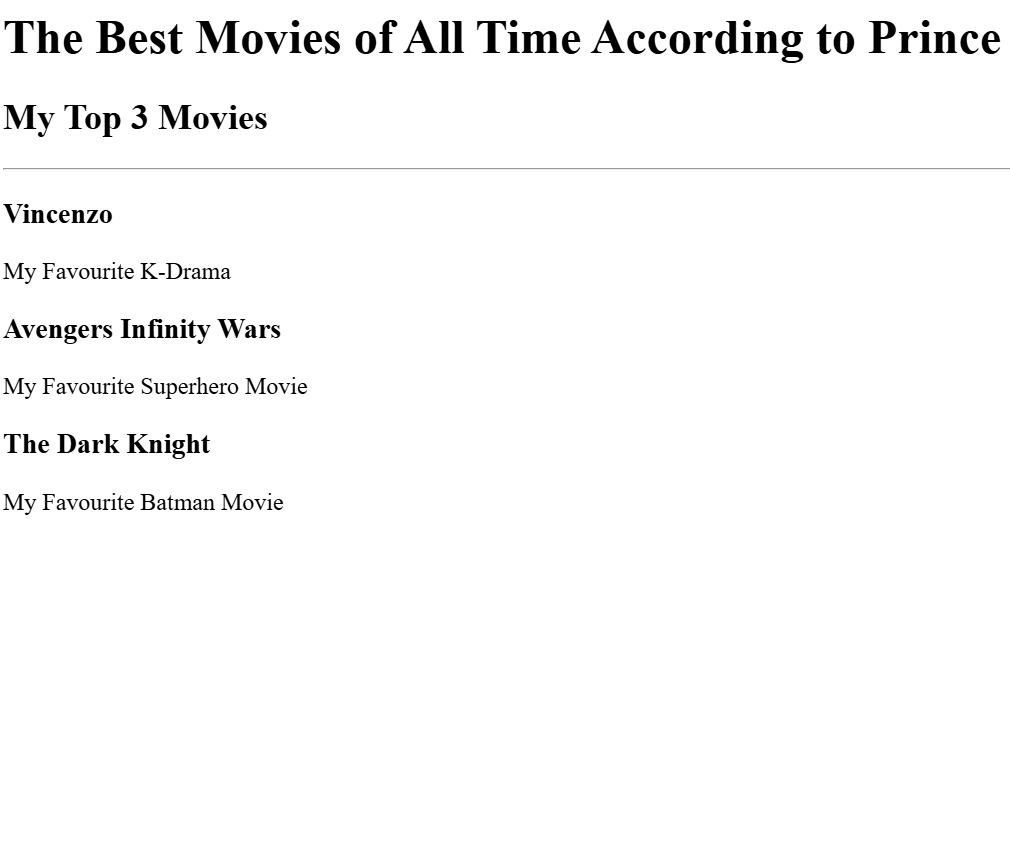 The Best Movies of All Time According to Prince
My Top 3 Movies
Vincenzo
My Favourite K-Drama
Avengers Infinity Wars
My Favourite Superhero Movie
The Dark Knight
My Favourite Batman Movie